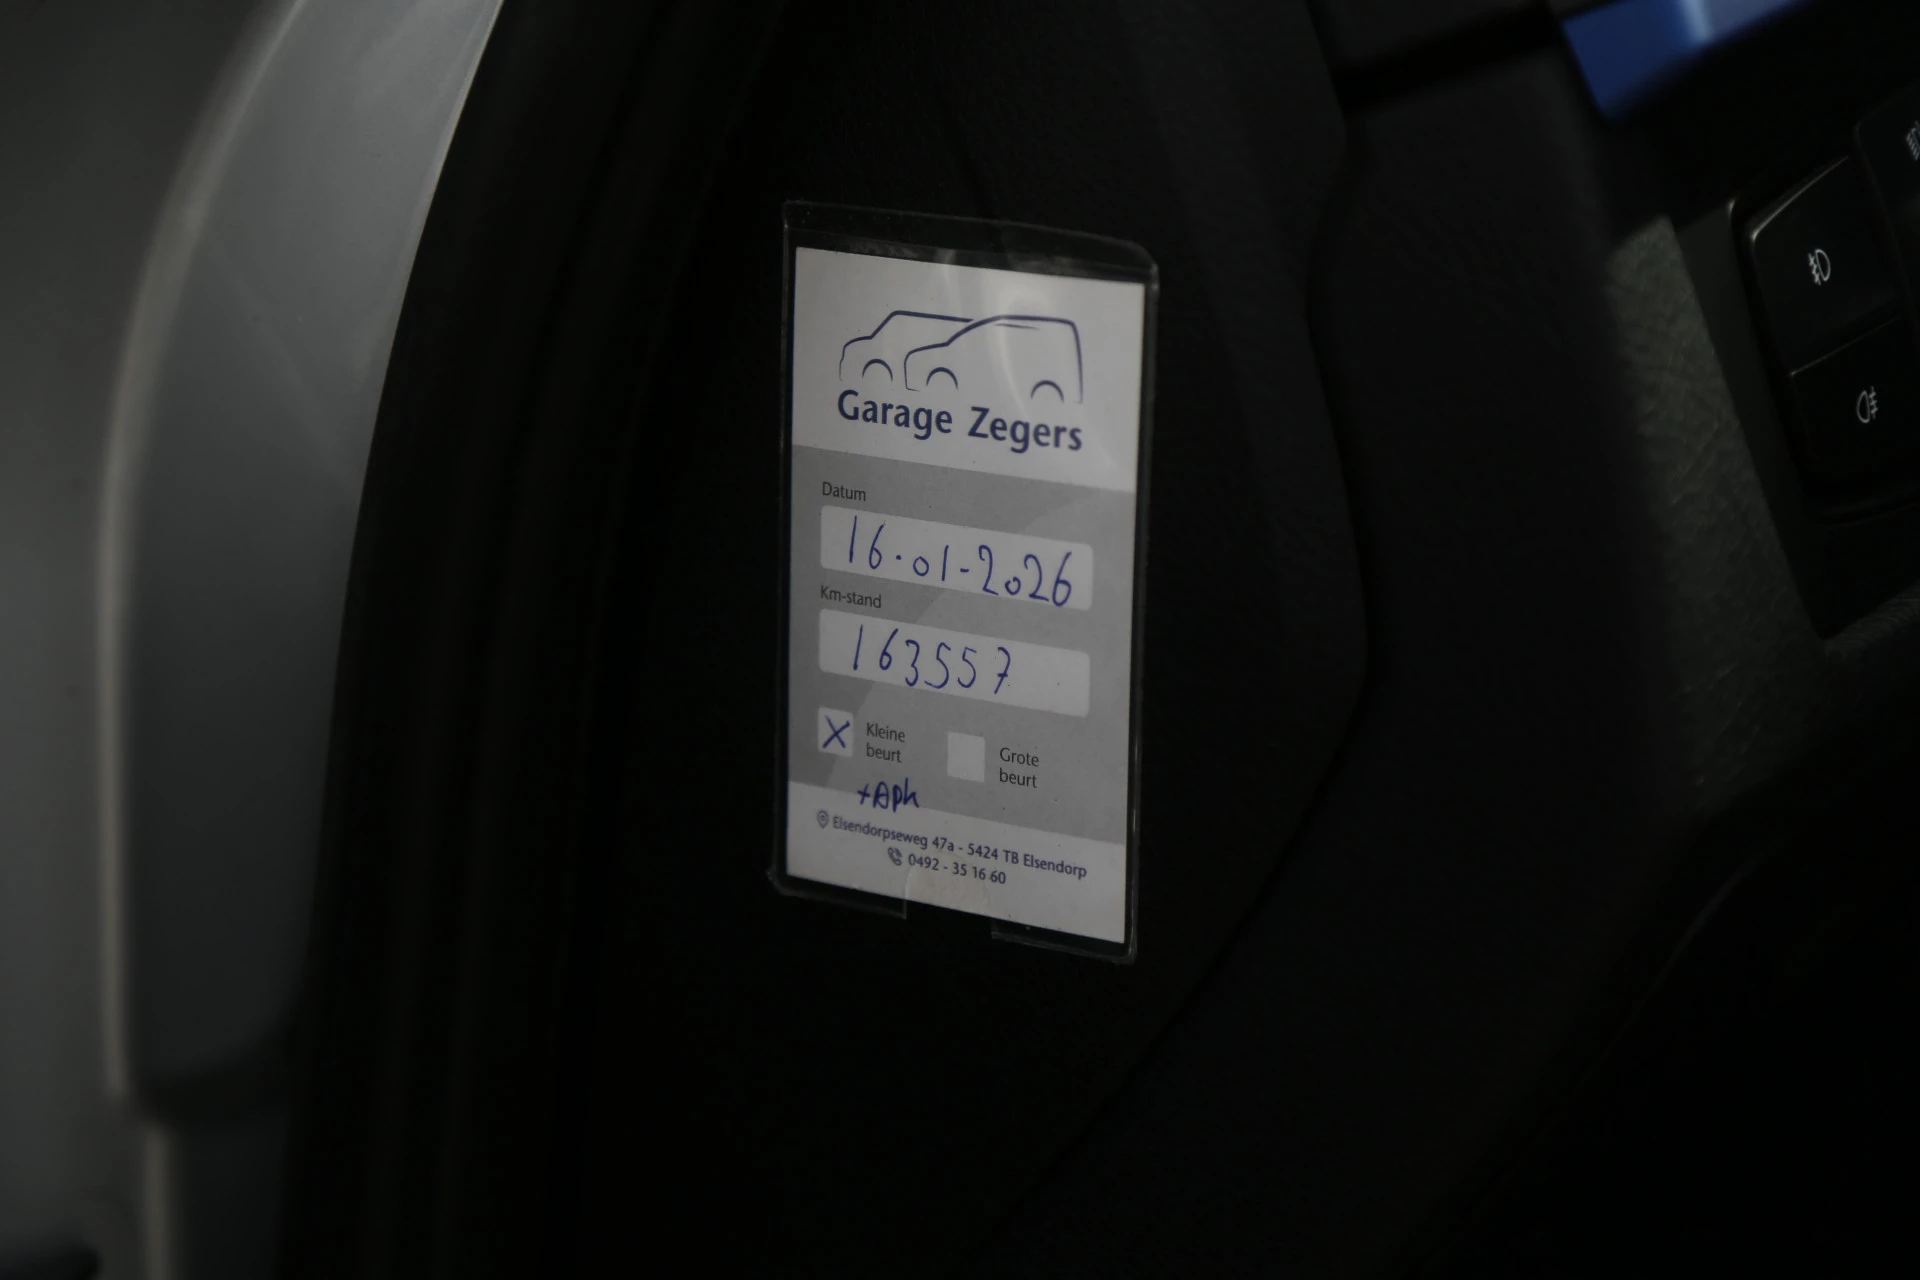 Garage Zegers
Datum
16-01-2026
Km-stand
163557
X Kleine beurt
Grote beurt
+APK
Elsendorpseweg 47a - 5424 TB Elsendorp
0492 - 35 16 60